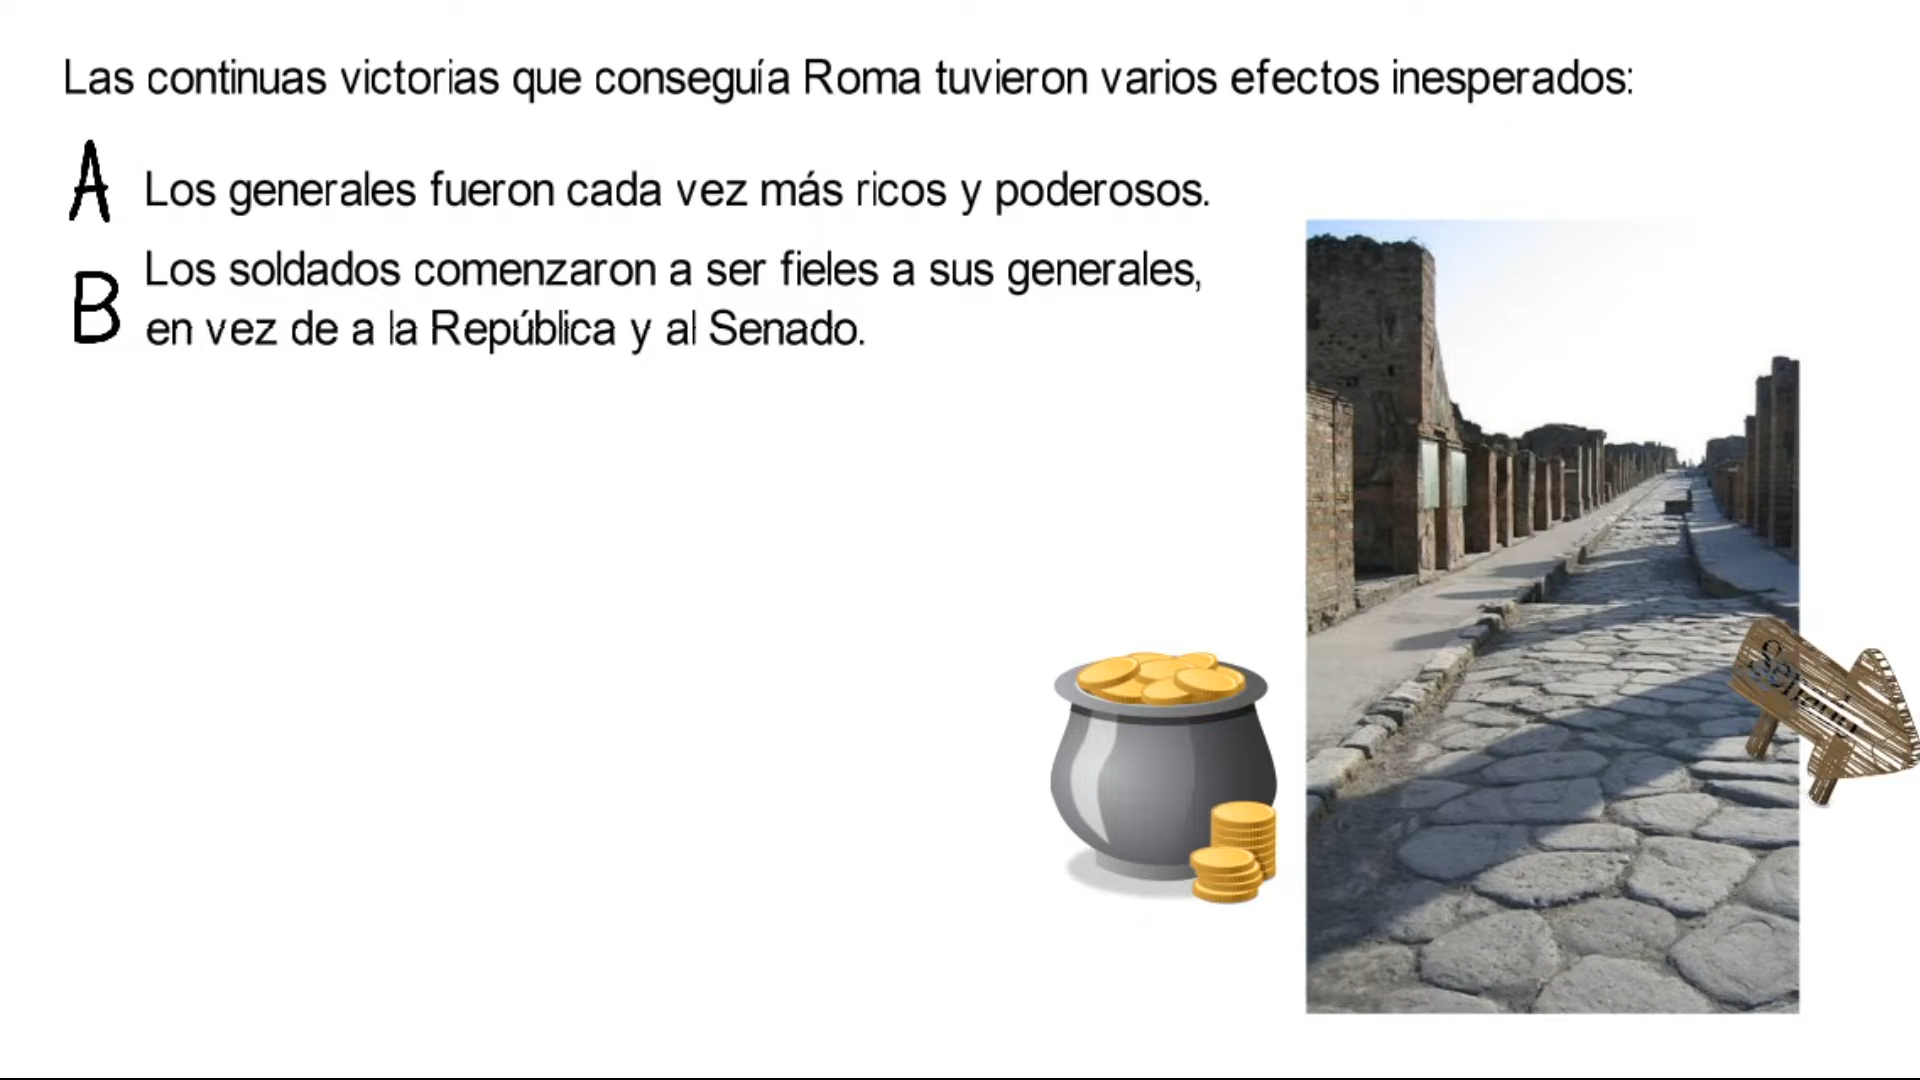 Las continuas victorias que conseguía Roma tuvieron varios efectos inesperados:
A Los generales fueron cada vez más ricos y poderosos.
B Los soldados comenzaron a ser fieles a sus generales,
en vez de a la República y al Senado.